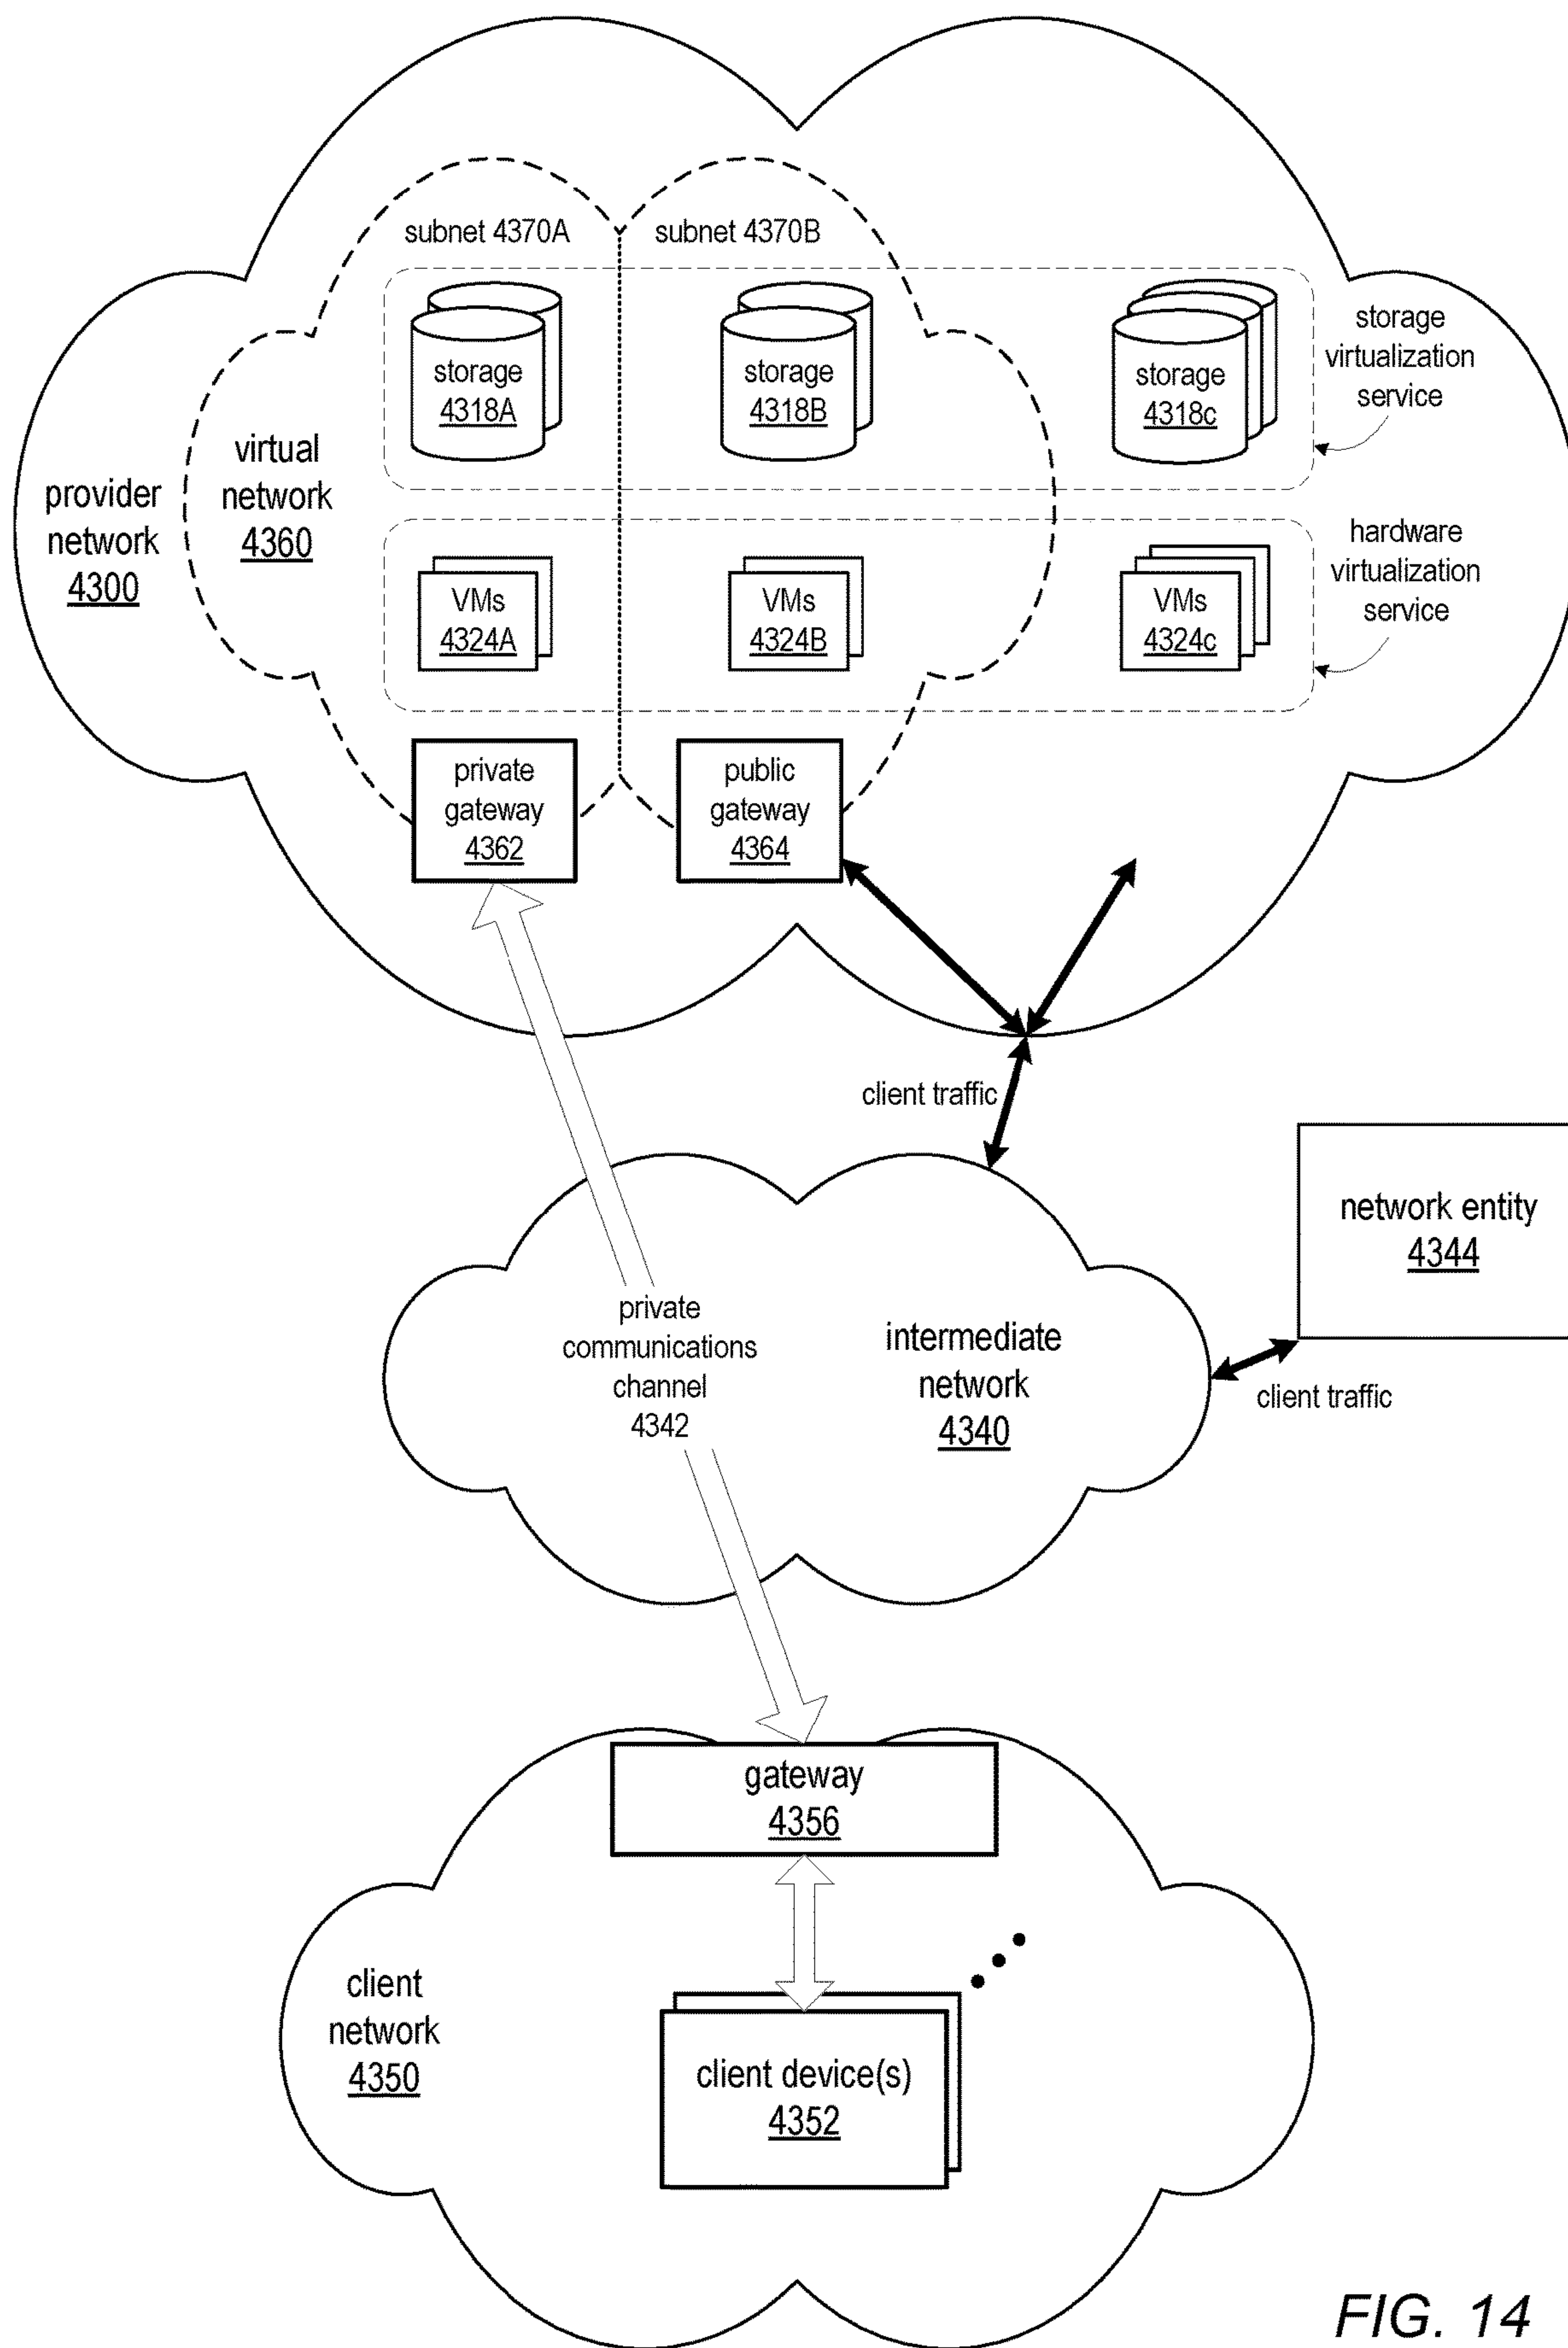 subnet 4370A
subnet 4370B
storage
4318A
storage
4318B
storage
4318c
storage
virtualization
service
provider
network
4300
virtual
network
4360
VMs
4324A
VMs
4324B
VMs
4324c
hardware
virtualization
service
private
gateway
4362
public
gateway
4364
client traffic
network entity
4344
private
communications
channel
4342
intermediate
network
4340
client traffic
gateway
4356
client
network
4350
client device(s)
4352
FIG. 14